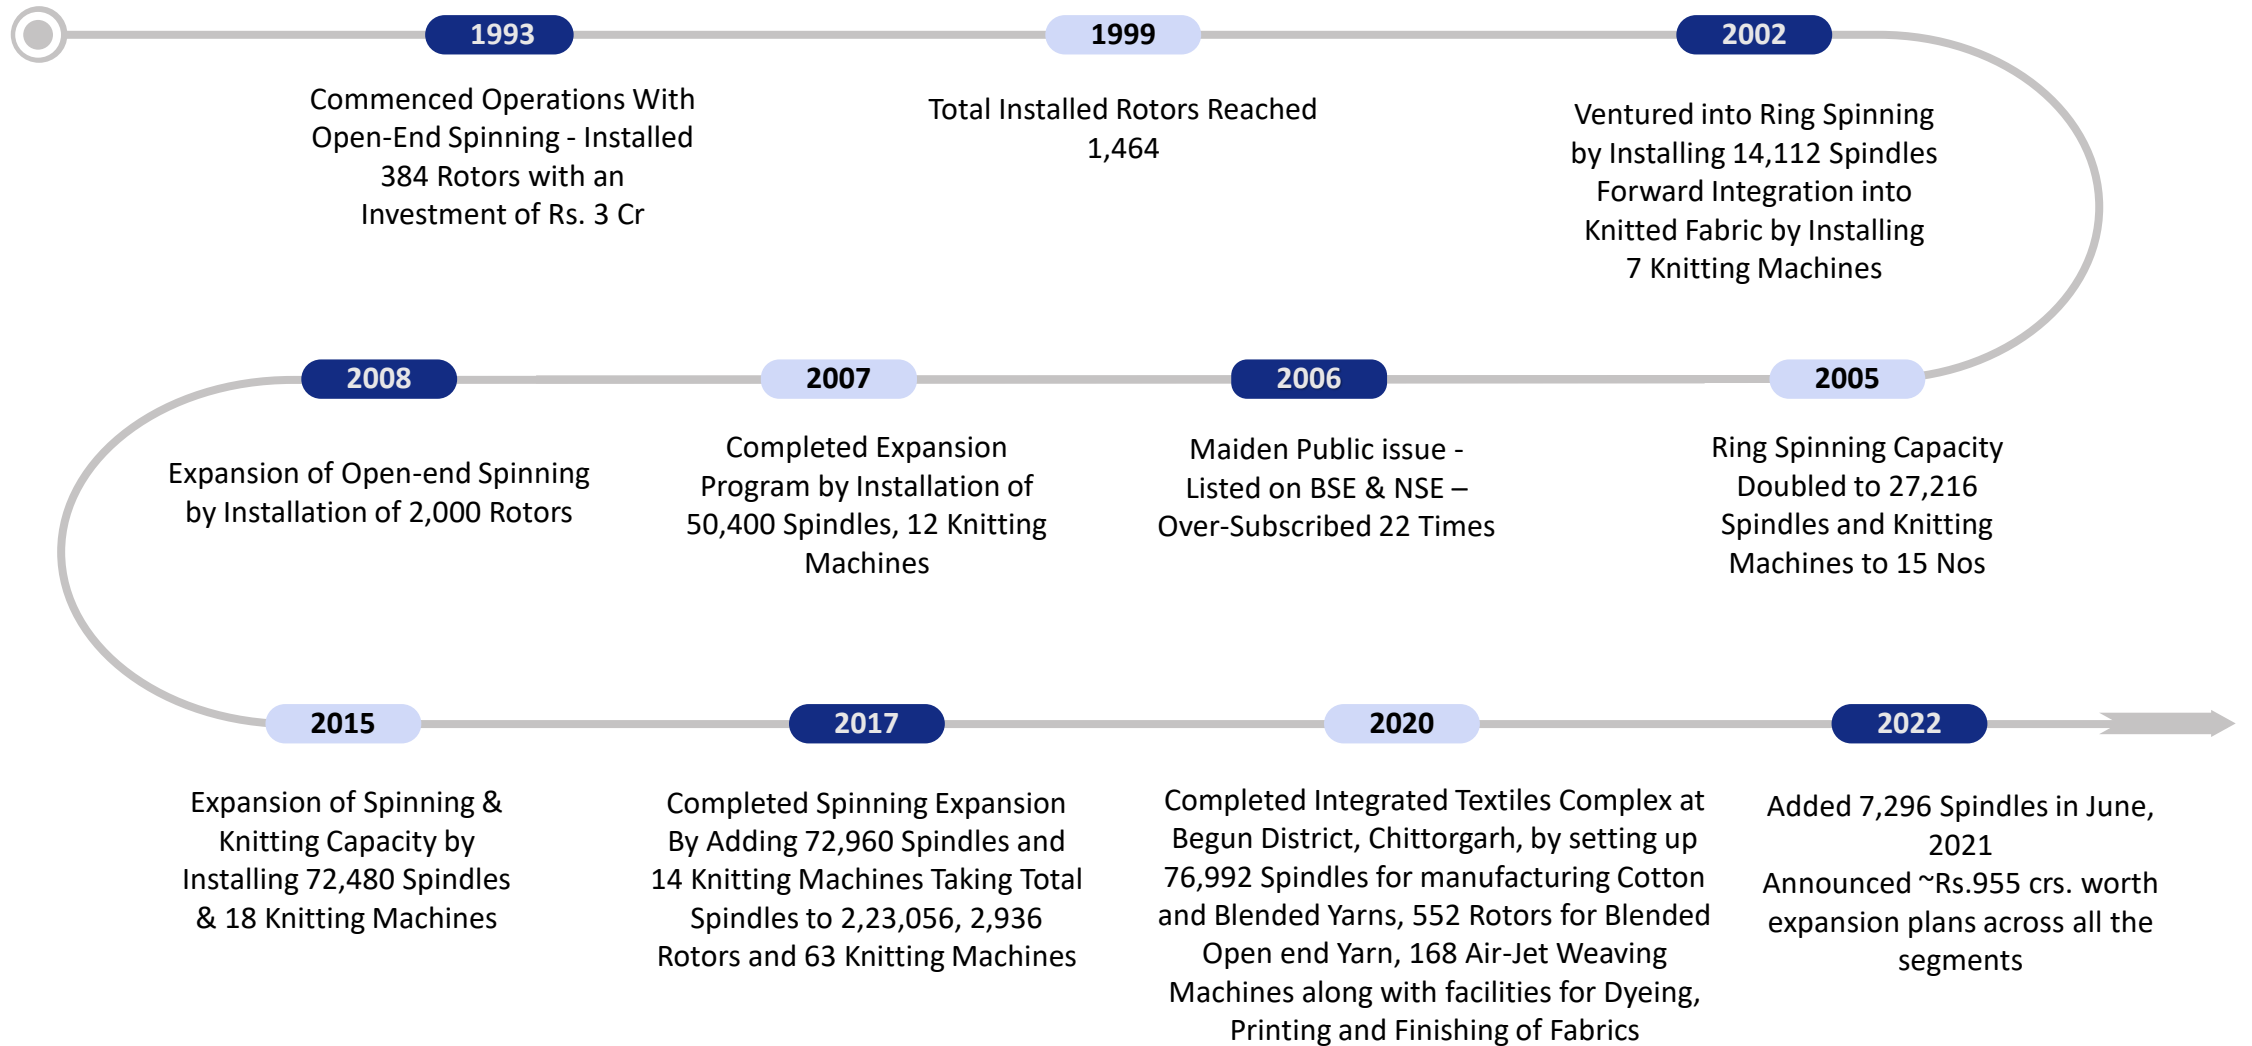 1993
Commenced Operations With
Open-End Spinning - Installed
384 Rotors with an
Investment of Rs. 3 Cr
1999
Total Installed Rotors Reached
1,464
2002
Ventured into Ring Spinning
by Installing 14,112 Spindles
Forward Integration into
Knitted Fabric by Installing
7 Knitting Machines
2005
Ring Spinning Capacity
Doubled to 27,216
Spindles and Knitting
Machines to 15 Nos
2006
Maiden Public issue -
Listed on BSE & NSE –
Over-Subscribed 22 Times
2007
Completed Expansion
Program by Installation of
50,400 Spindles, 12 Knitting
Machines
2008
Expansion of Open-end Spinning
by Installation of 2,000 Rotors
2015
Expansion of Spinning &
Knitting Capacity by
Installing 72,480 Spindles
& 18 Knitting Machines
2017
Completed Spinning Expansion
By Adding 72,960 Spindles and
14 Knitting Machines Taking Total
Spindles to 2,23,056, 2,936
Rotors and 63 Knitting Machines
2020
Completed Integrated Textiles Complex at
Begun District, Chittorgarh, by setting up
76,992 Spindles for manufacturing Cotton
and Blended Yarns, 552 Rotors for Blended
Open end Yarn, 168 Air-Jet Weaving
Machines along with facilities for Dyeing,
Printing and Finishing of Fabrics
2022
Added 7,296 Spindles in June,
2021
Announced ~Rs.955 crs. worth
expansion plans across all the
segments